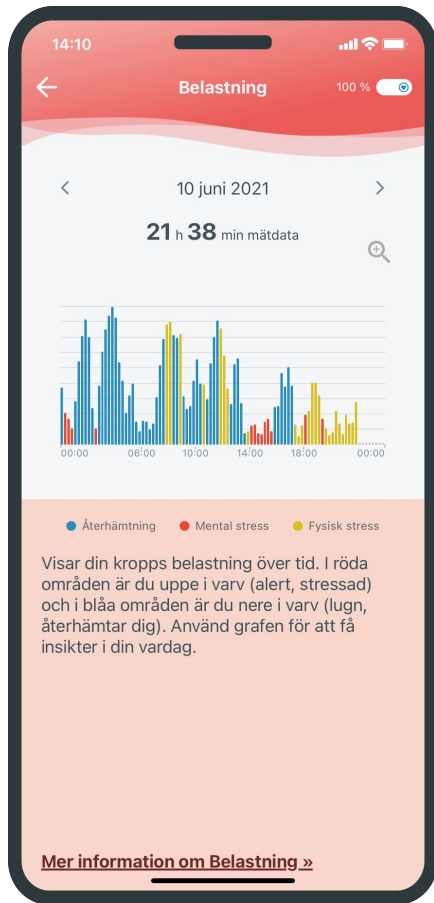 14:10
Belastning
100 %
10 juni 2021
21 h 38 min mätdata
00:00 06:00 10:00 14:00 18:00 00:00
Återhämtning Mental stress Fysisk stress
Visar din kropps belastning över tid. I röda
områden är du uppe i varv (alert, stressad)
och i blåa områden är du nere i varv (lugn,
återhämtar dig). Använd grafen för att få
insikter i din vardag.
Mer information om Belastning »